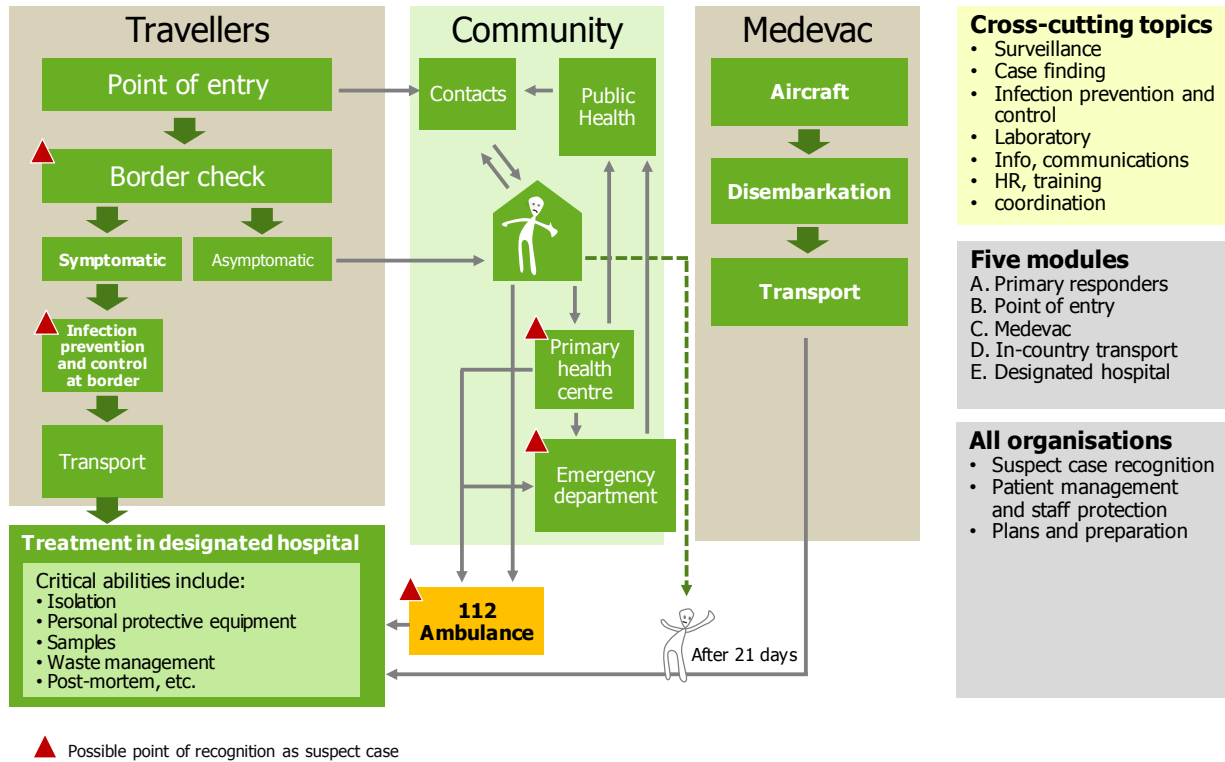 Travellers
Point of entry
Border check
Symptomatic
Asymptomatic
Infection
prevention
and control
at border
Transport
Treatment in designated hospital
Critical abilities include:
• Isolation
• Personal protective equipment
• Samples
• Waste management
• Post-mortem, etc.
Community
Contacts
Public
Health
Primary
health
centre
Emergency
department
112
Ambulance
After 21 days
Medevac
Aircraft
Disembarkation
Transport
Cross-cutting topics
• Surveillance
• Case finding
• Infection prevention and
control
• Laboratory
• Info, communications
• HR, training
• coordination
Five modules
A. Primary responders
B. Point of entry
C. Medevac
D. In-country transport
E. Designated hospital
All organisations
• Suspect case recognition
• Patient management
and staff protection
• Plans and preparation
Possible point of recognition as suspect case